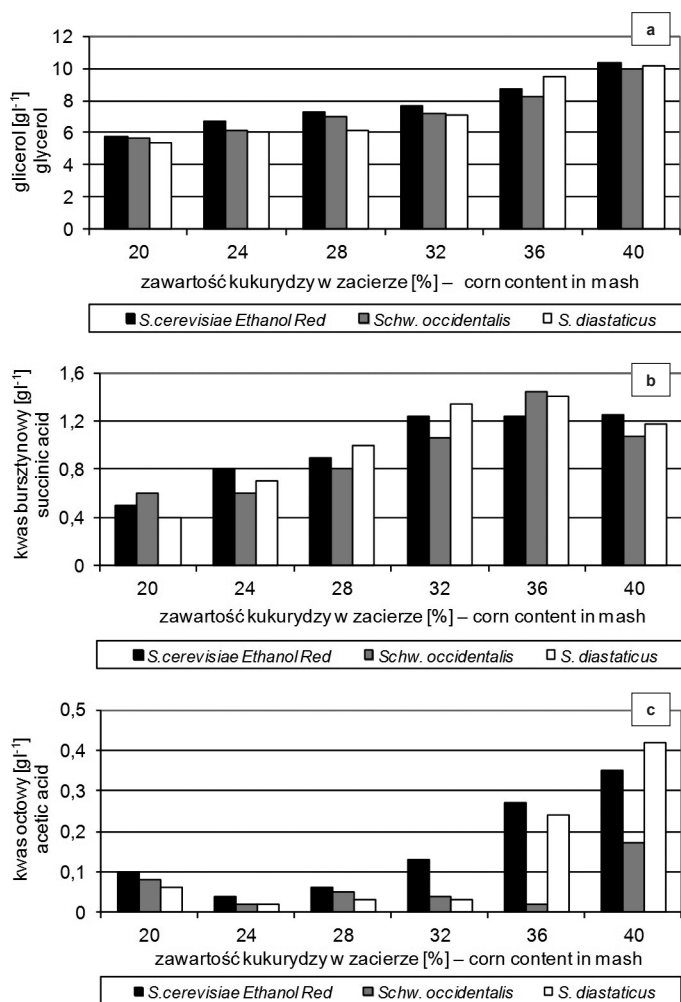 a
12
10
8
6
4
2
0
glicerol [gl-1]
glycerol
20 24 28 32 36 40
zawartość kukurydzy w zacierze [%] – corn content in mash
S.cerevisiae Ethanol Red Schw. occidentalis S. diastaticus
b
1,6
1,2
0,8
0,4
0
kwas bursztynowy [gl-1]
succinic acid
20 24 28 32 36 40
zawartość kukurydzy w zacierze [%] – corn content in mash
S.cerevisiae Ethanol Red Schw. occidentalis S. diastaticus
c
0,5
0,4
0,3
0,2
0,1
0
kwas octowy [gl-1]
acetic acid
20 24 28 32 36 40
zawartość kukurydzy w zacierze [%] – corn content in mash
S.cerevisiae Ethanol Red Schw. occidentalis S. diastaticus